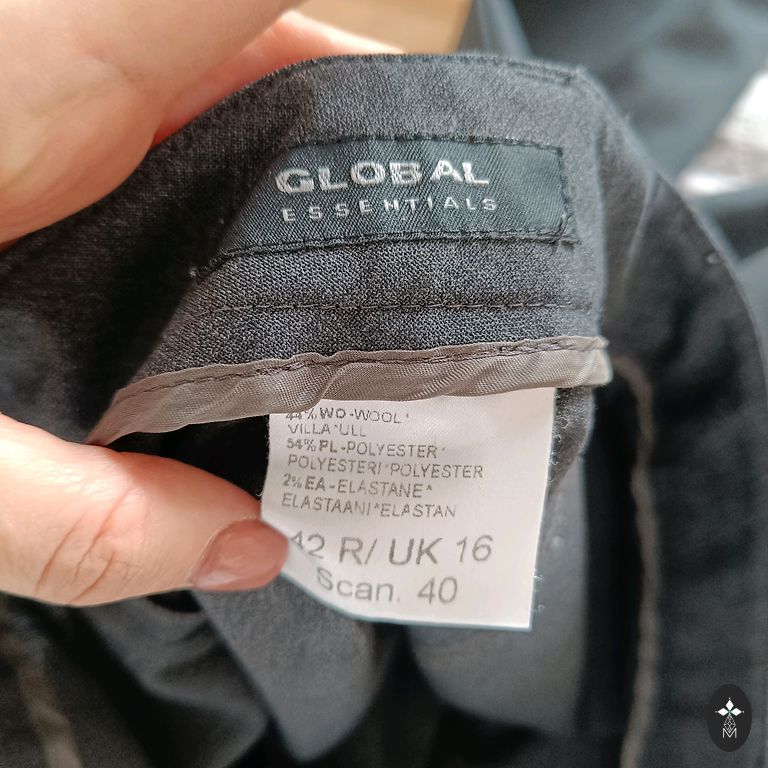 GLOBAL
ESSENTIALS
44% WO-WOOL*
VILLA*ULL
54% PL-POLYESTER*
POLYESTERI*POLYESTER
2% EA-ELASTANE*
ELASTAANI*ELASTAN
42 R/ UK 16
Scan. 40
M